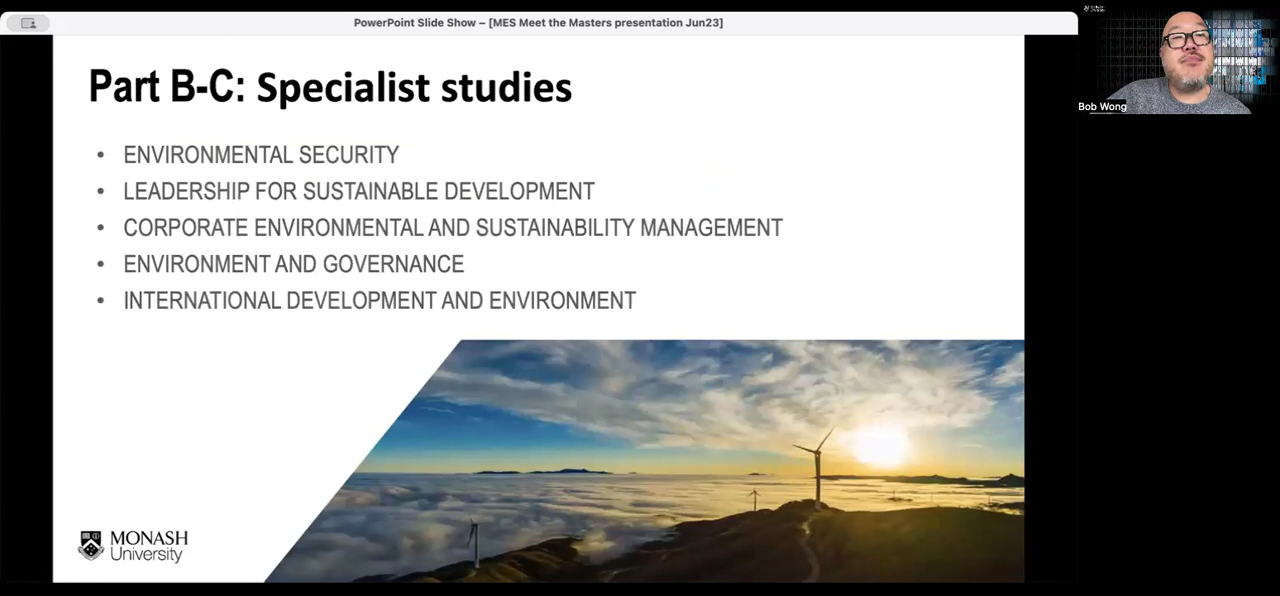 PowerPoint Slide Show – [MES Meet the Masters presentation Jun23]
Part B-C: Specialist studies
• ENVIRONMENTAL SECURITY
• LEADERSHIP FOR SUSTAINABLE DEVELOPMENT
• CORPORATE ENVIRONMENTAL AND SUSTAINABILITY MANAGEMENT
• ENVIRONMENT AND GOVERNANCE
• INTERNATIONAL DEVELOPMENT AND ENVIRONMENT
MONASH
University
MONASH
Bob Wong